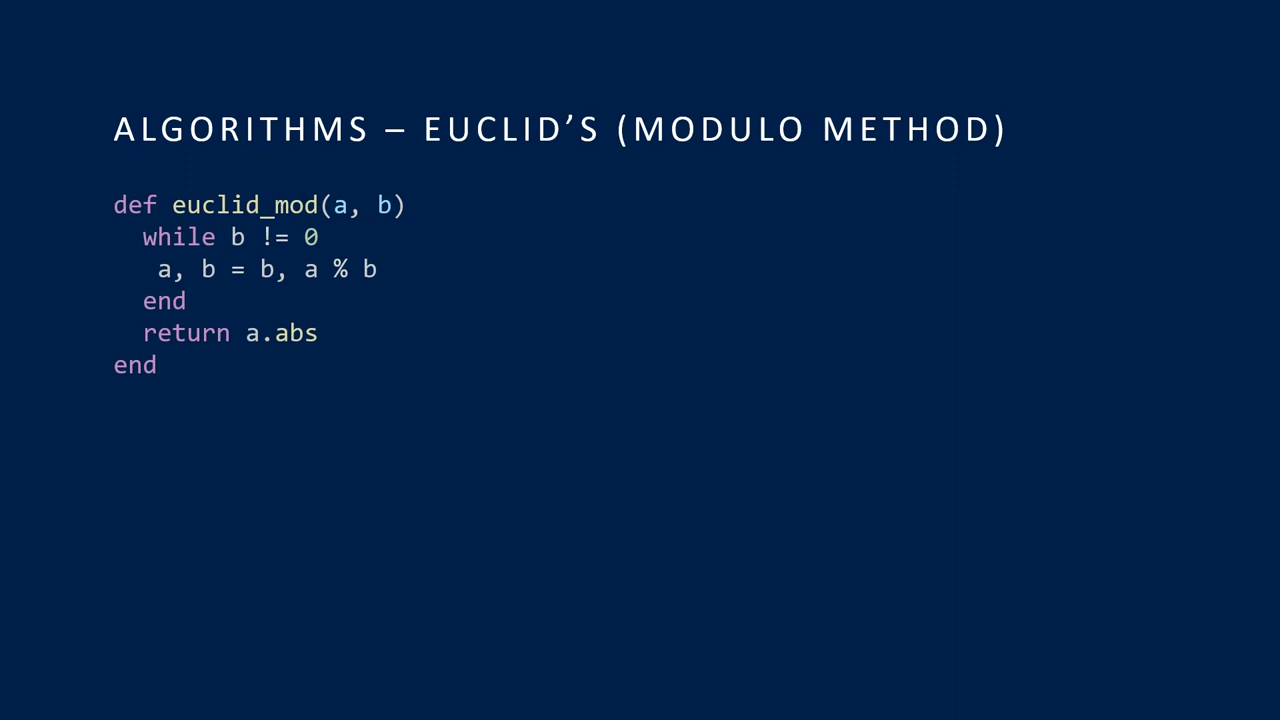 ALGORITHMS – EUCLID’S (MODULO METHOD)
def euclid_mod(a, b)
  while b != 0
   a, b = b, a % b
  end
  return a.abs
end